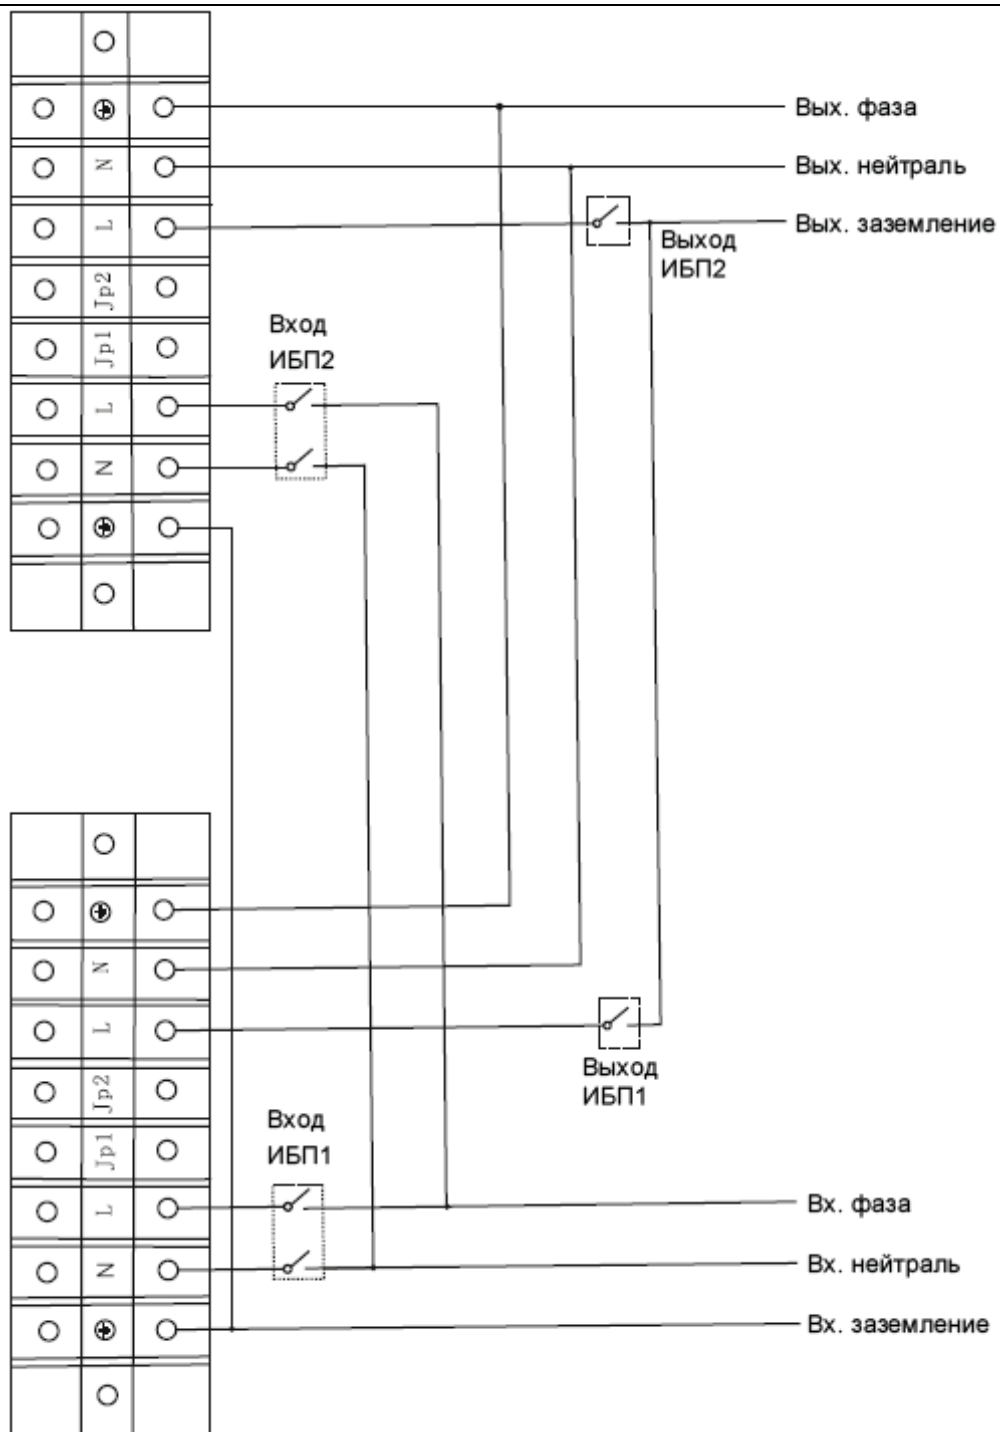 Вых. фаза
N
Вых. нейтраль
L
Вых. заземление
Выход
ИБП2
Jp2
Вход
ИБП2
Jp1
L
N
N
L
Выход
ИБП1
Jp2
Вход
ИБП1
Jp1
L
Вх. фаза
N
Вх. нейтраль
Вх. заземление